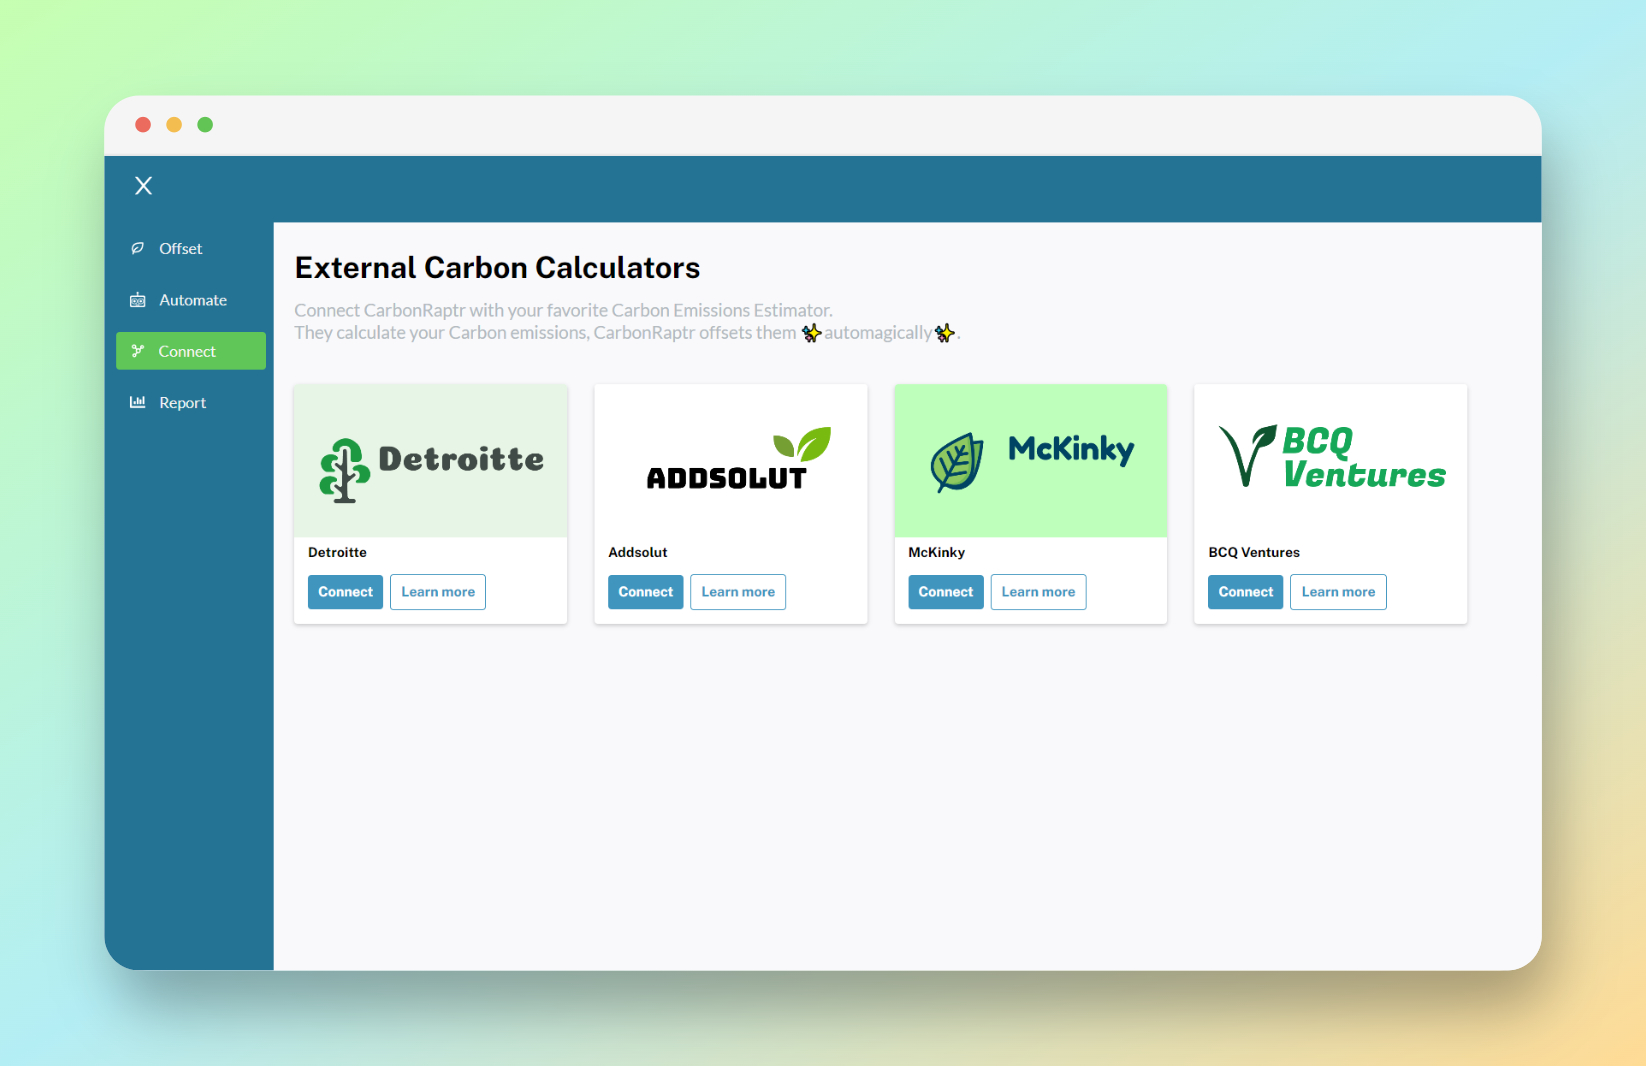 X
Offset
Automate
Connect
Report
External Carbon Calculators
Connect CarbonRaptr with your favorite Carbon Emissions Estimator.
They calculate your Carbon emissions, CarbonRaptr offsets them ✨automagically✨.
Detroitte
Detroitte
Connect Learn more
ADDSOLUT
Addsolut
Connect Learn more
McKinky
McKinky
Connect Learn more
BCQ
Ventures
BCQ Ventures
Connect Learn more